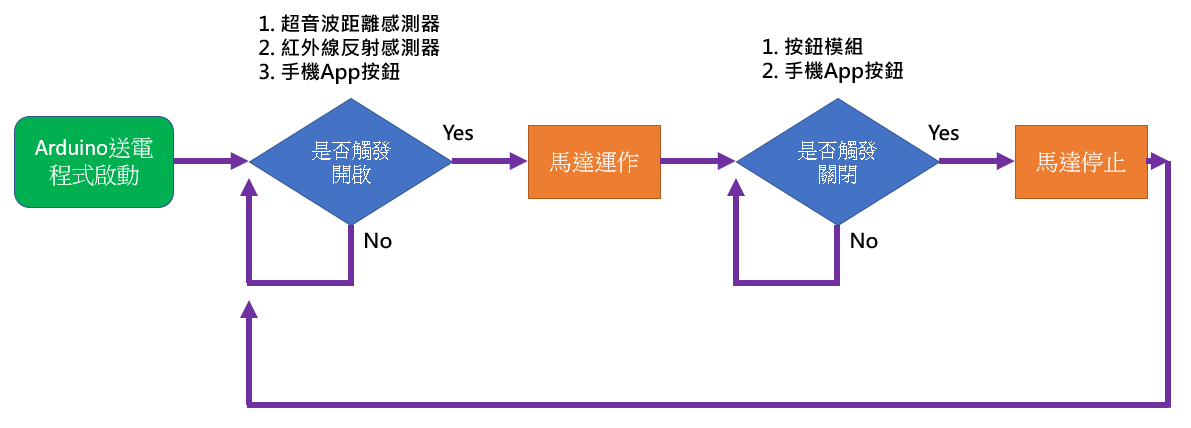 1. 超音波距離感測器
2. 紅外線反射感測器
3. 手機App按鈕
1. 按鈕模組
2. 手機App按鈕
Arduino送電
程式啟動
是否觸發
開啟
Yes
No
馬達運作
是否觸發
關閉
Yes
No
馬達停止